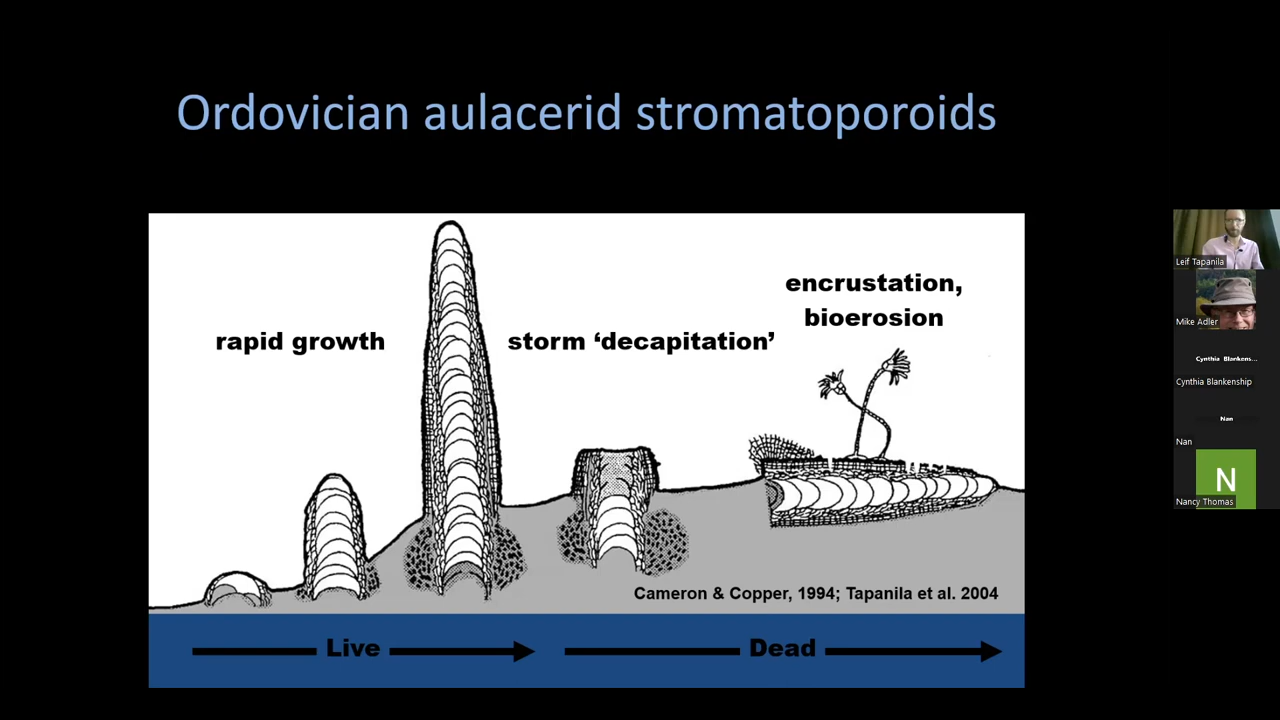 Ordovician aulacerid stromatoporoids
rapid growth
storm ‘decapitation’
encrustation,
bioerosion
Cameron & Copper, 1994; Tapanila et al. 2004
Live
Dead
Leif Tapanila
Mike Adler
Cynthia Blankens...
Cynthia Blankenship
Nan
Nan
N
Nancy Thomas